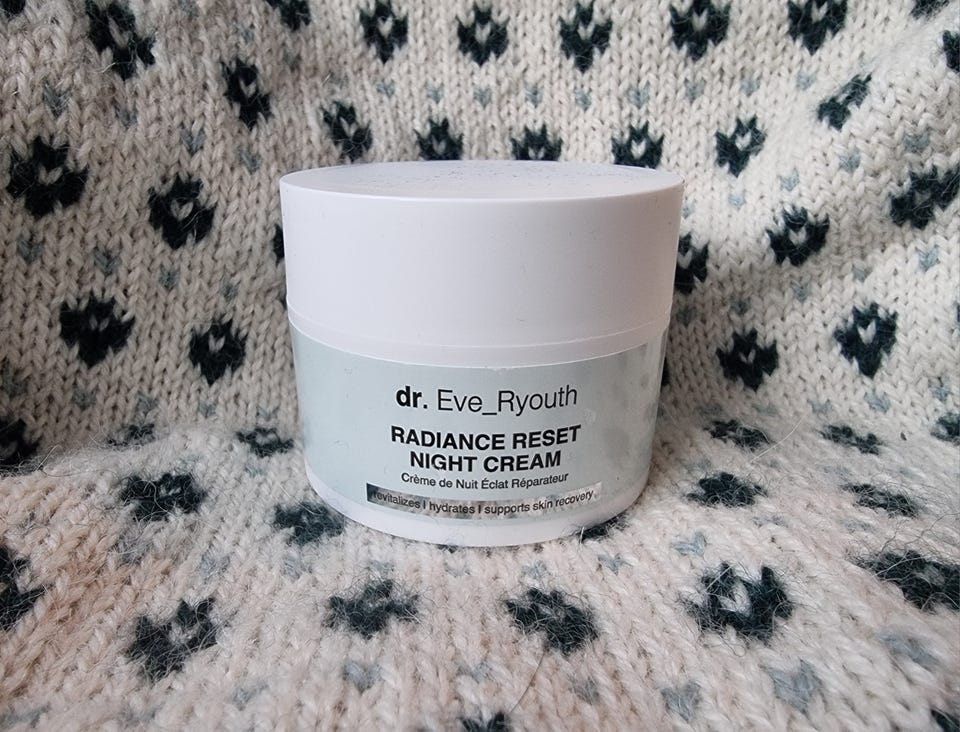 dr. Eve_Ryouth
RADIANCE RESET
NIGHT CREAM
Crème de Nuit Éclat Réparateur
revitalizes | hydrates | supports skin recovery